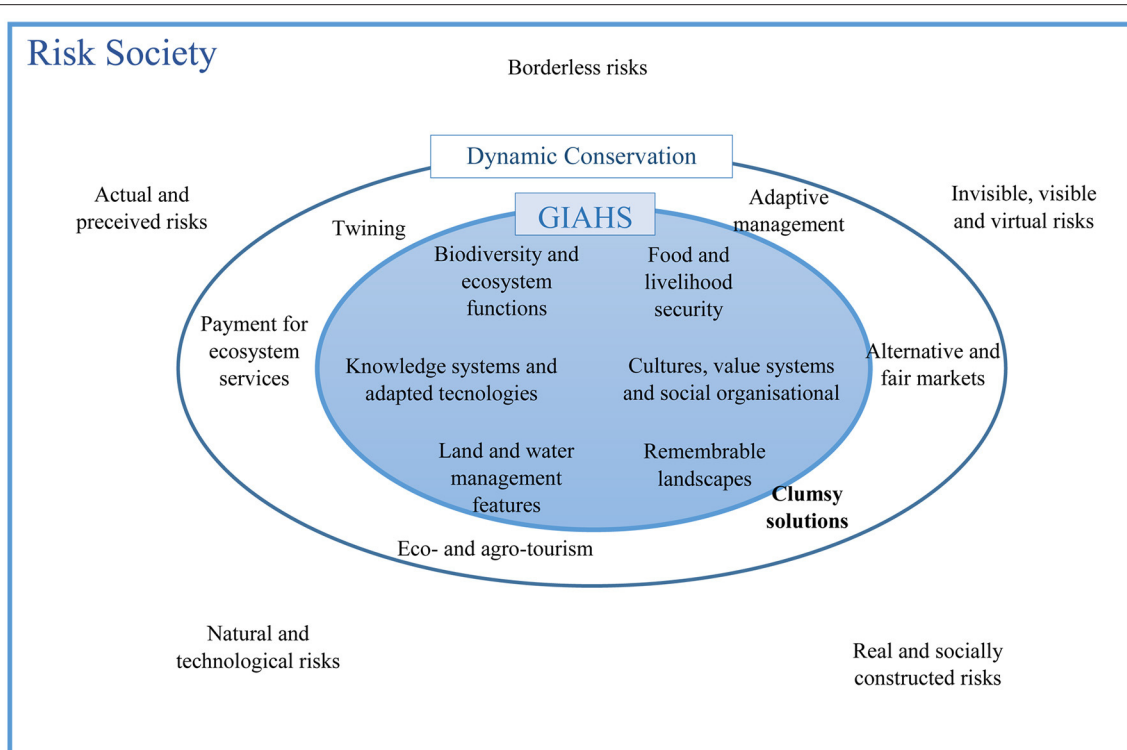 Risk Society
Borderless risks
Dynamic Conservation
Actual and
preceived risks
Invisible, visible
and virtual risks
Twining
GIAHS
Adaptive
management
Biodiversity and
ecosystem
functions
Food and
livelihood
security
Payment for
ecosystem
services
Knowledge systems and
adapted tecnologies
Cultures, value systems
and social organisational
Alternative and
fair markets
Land and water
management
features
Remembrable
landscapes
Clumsy
solutions
Eco- and agro-tourism
Natural and
technological risks
Real and socially
constructed risks